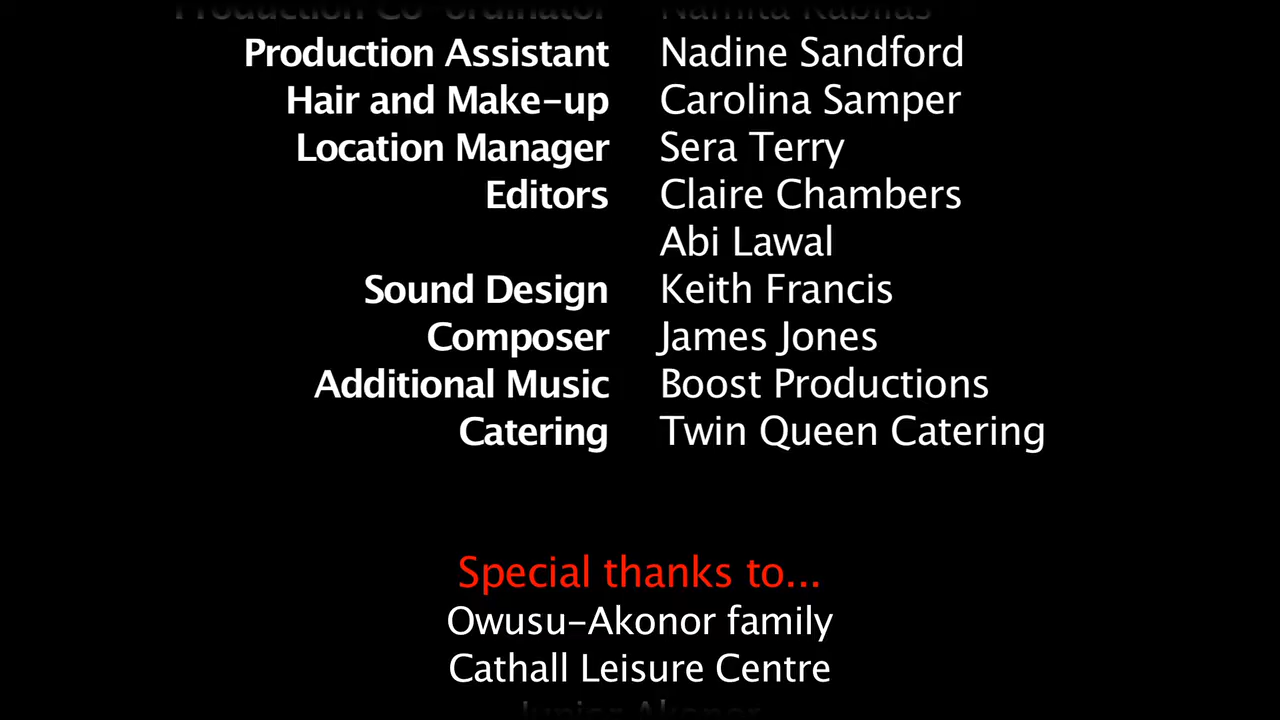 Production Co-ordinator Namita Kabilas
Production Assistant Nadine Sandford
Hair and Make-up Carolina Samper
Location Manager Sera Terry
Editors Claire Chambers
Abi Lawal
Sound Design Keith Francis
Composer James Jones
Additional Music Boost Productions
Catering Twin Queen Catering
Special thanks to...
Owusu-Akonor family
Cathall Leisure Centre
Akonor